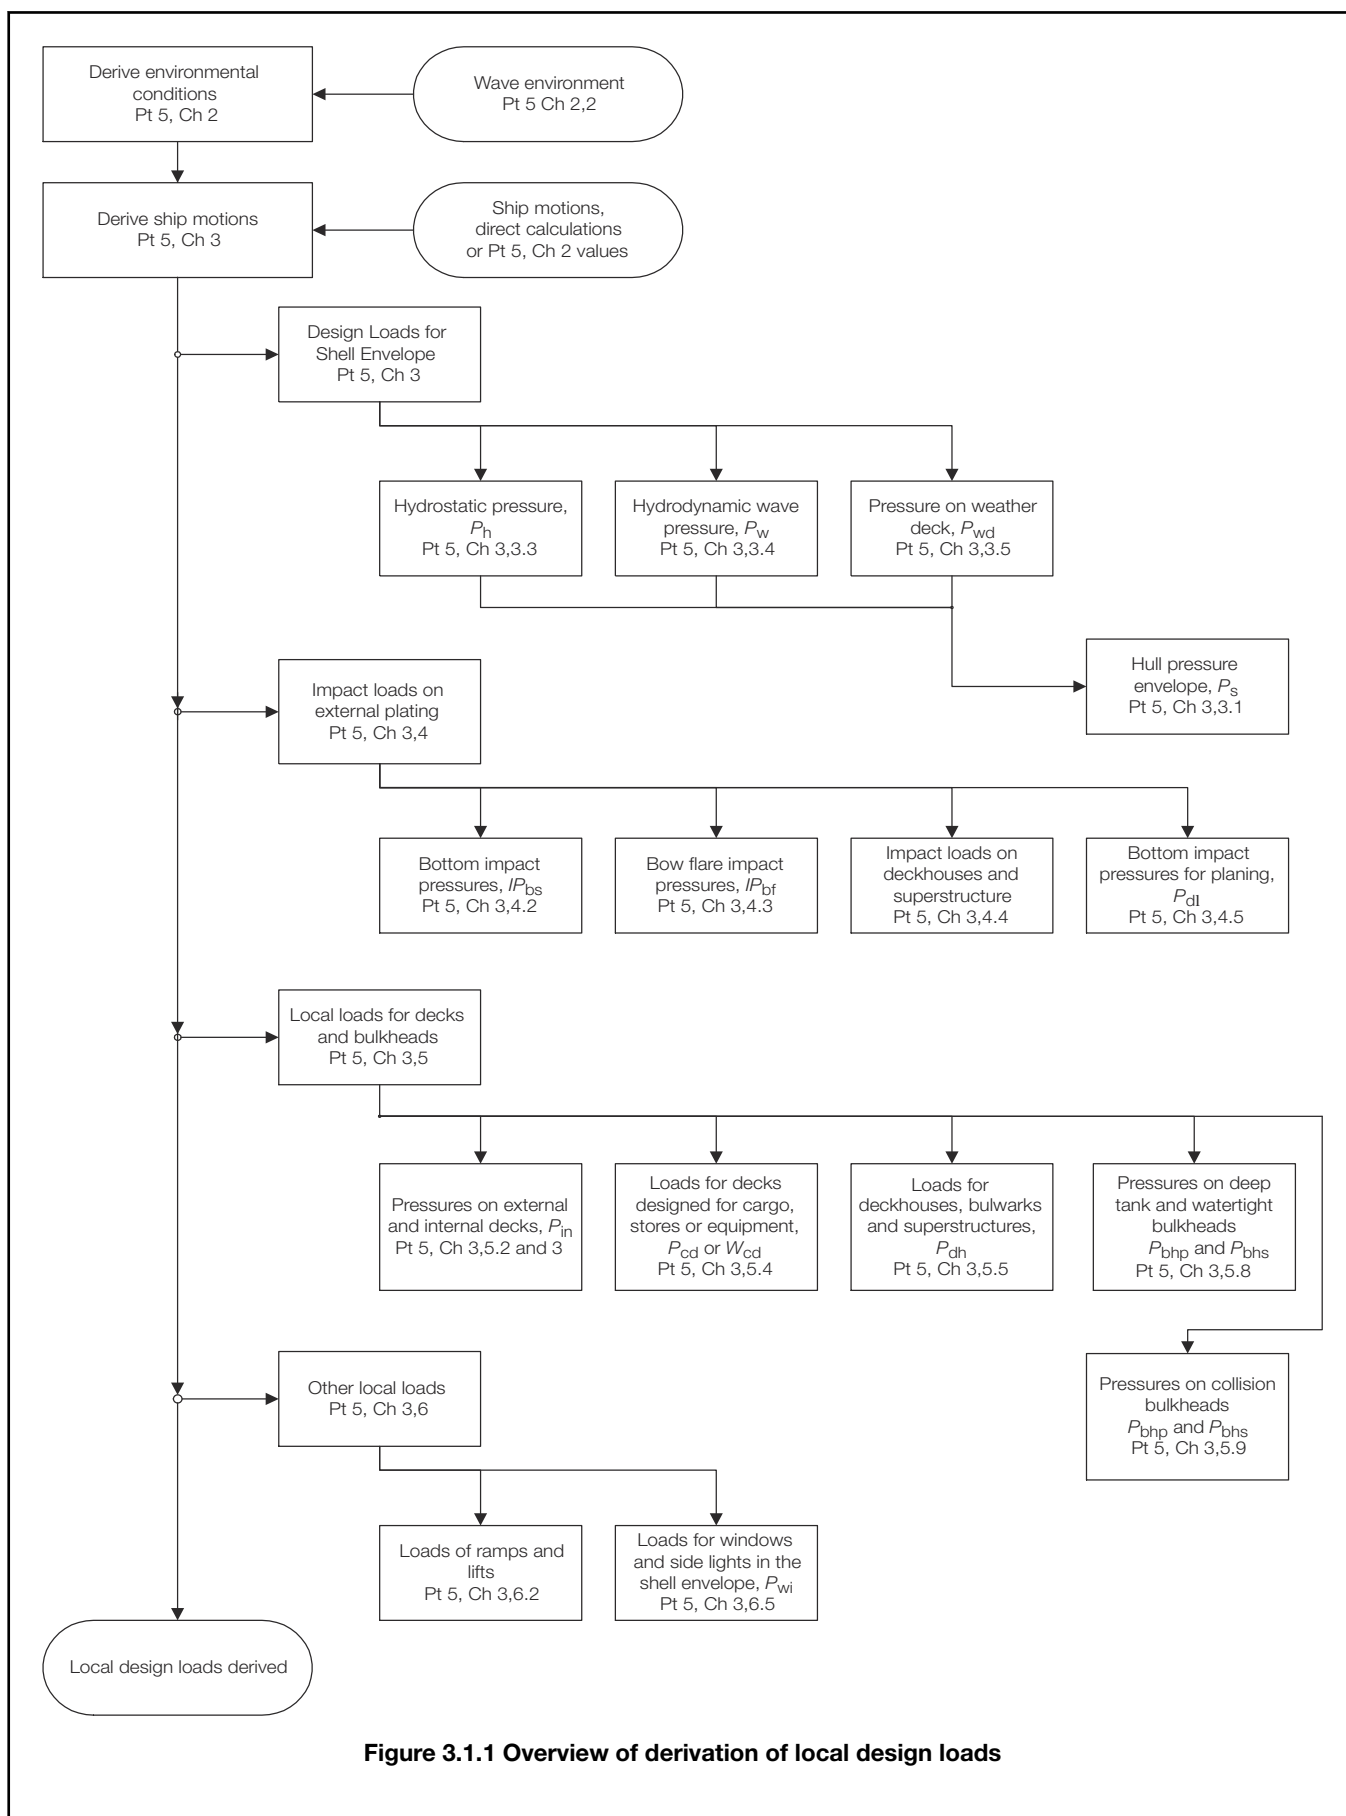 Derive environmental
conditions
Pt 5, Ch 2
Wave environment
Pt 5 Ch 2,2
Derive ship motions
Pt 5, Ch 3
Ship motions,
direct calculations
or Pt 5, Ch 2 values
Design Loads for
Shell Envelope
Pt 5, Ch 3
Hydrostatic pressure,
Ph
Pt 5, Ch 3,3.3
Hydrodynamic wave
pressure, Pw
Pt 5, Ch 3,3.4
Pressure on weather
deck, Pwd
Pt 5, Ch 3,3.5
Hull pressure
envelope, Ps
Pt 5, Ch 3,3.1
Impact loads on
external plating
Pt 5, Ch 3,4
Bottom impact
pressures, IPbs
Pt 5, Ch 3,4.2
Bow flare impact
pressures, IPbf
Pt 5, Ch 3,4.3
Impact loads on
deckhouses and
superstructure
Pt 5, Ch 3,4.4
Bottom impact
pressures for planing,
Pdl
Pt 5, Ch 3,4.5
Local loads for decks
and bulkheads
Pt 5, Ch 3,5
Pressures on external
and internal decks, Pin
Pt 5, Ch 3,5.2 and 3
Loads for decks
designed for cargo,
stores or equipment,
Pcd or Wcd
Pt 5, Ch 3,5.4
Loads for
deckhouses, bulwarks
and superstructures,
Pdh
Pt 5, Ch 3,5.5
Pressures on deep
tank and watertight
bulkheads
Pbhp and Pbhs
Pt 5, Ch 3,5.8
Pressures on collision
bulkheads
Pbhp and Pbhs
Pt 5, Ch 3,5.9
Other local loads
Pt 5, Ch 3,6
Loads of ramps and
lifts
Pt 5, Ch 3,6.2
Loads for windows
and side lights in the
shell envelope, Pwi
Pt 5, Ch 3,6.5
Local design loads derived
Figure 3.1.1 Overview of derivation of local design loads